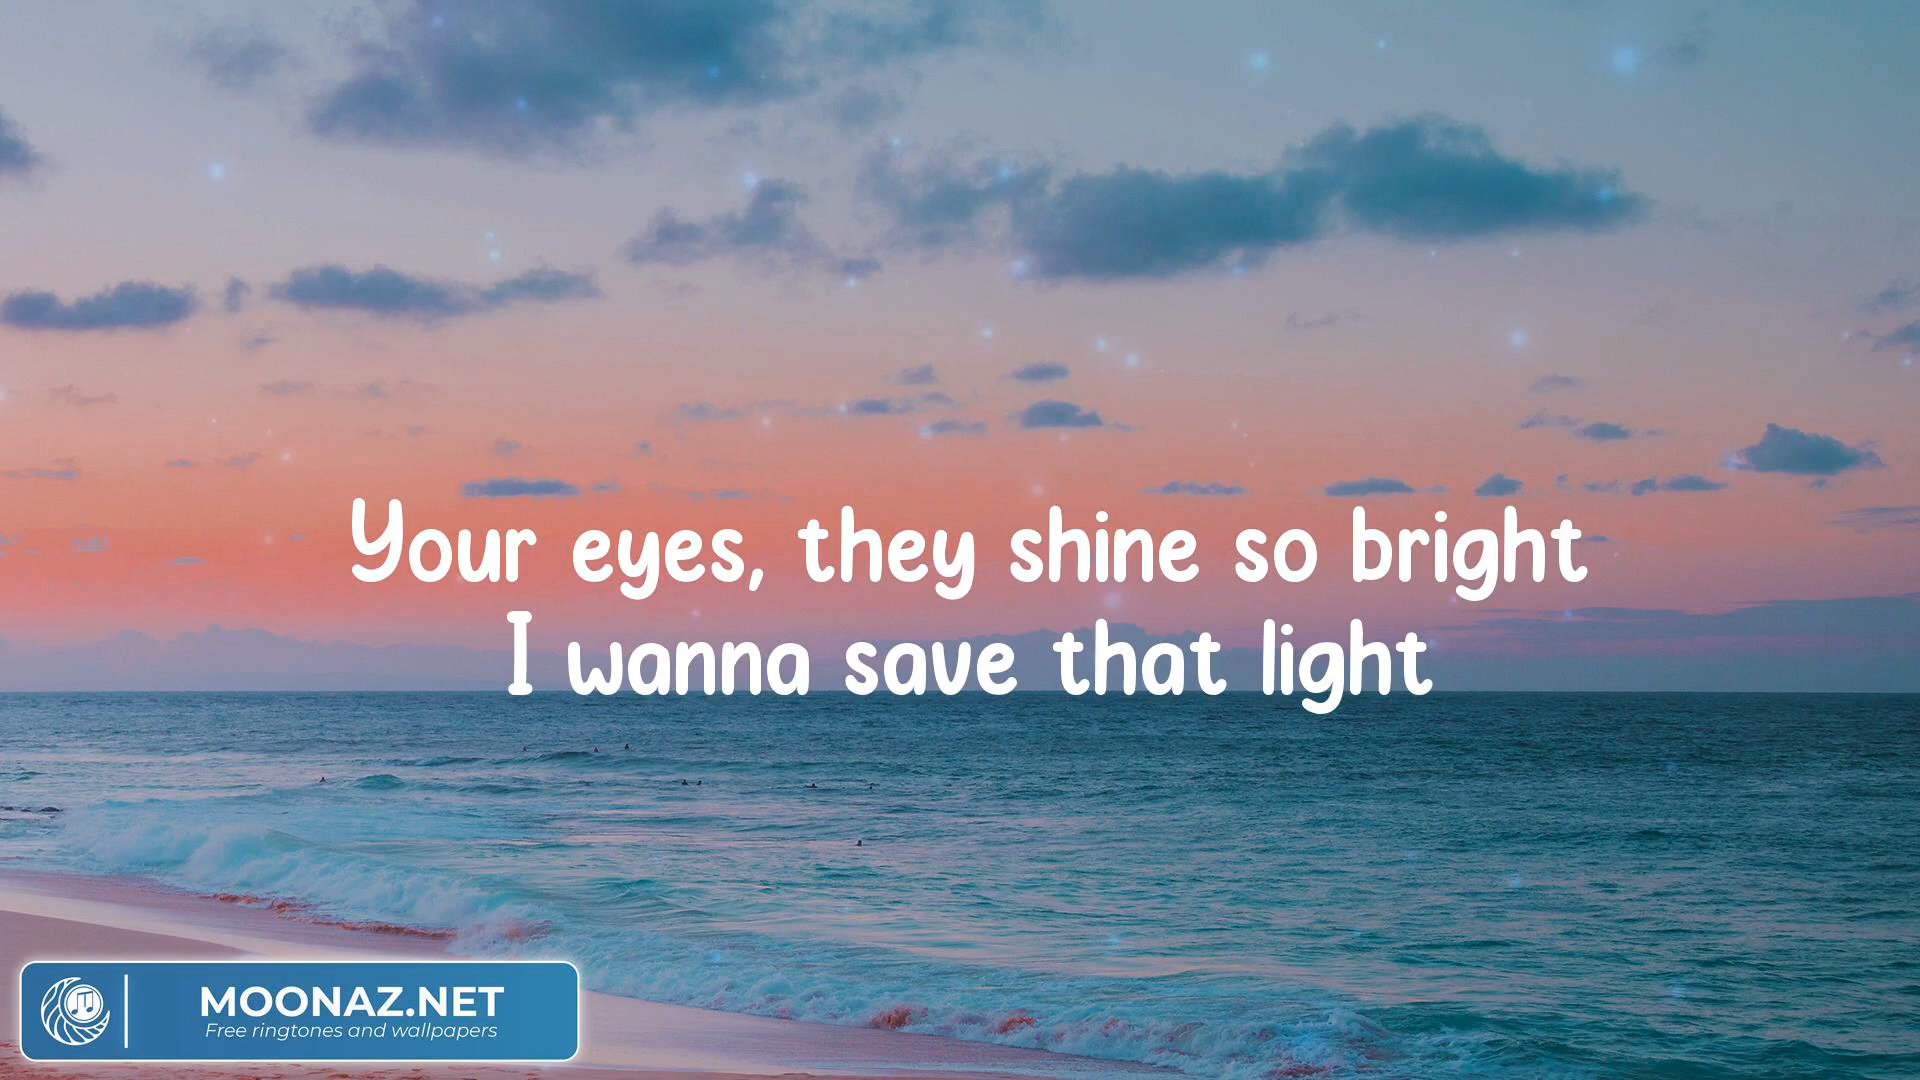 Your eyes, they shine so bright
I wanna save that light
MOONAZ.NET
Free ringtones and wallpapers